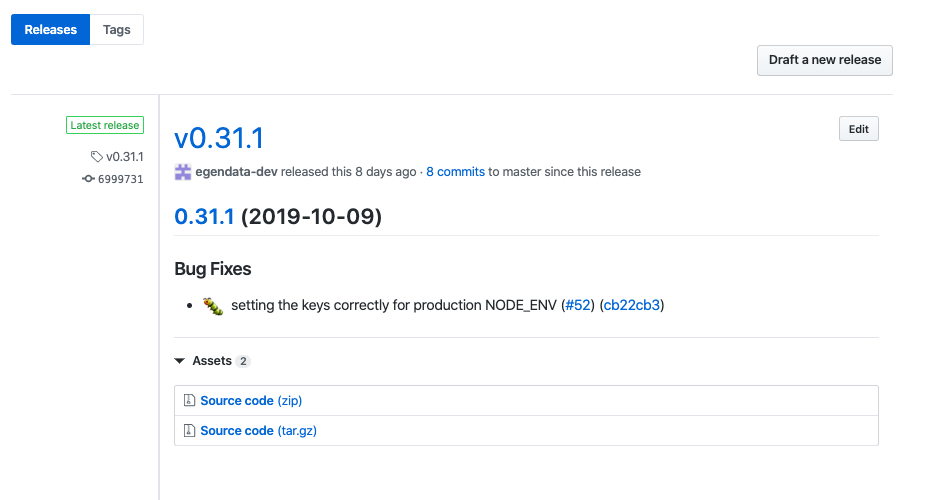 Releases Tags
Draft a new release
Latest release
v0.31.1
6999731
v0.31.1
Edit
egendata-dev released this 8 days ago · 8 commits to master since this release
0.31.1 (2019-10-09)
Bug Fixes
• 🐛 setting the keys correctly for production NODE_ENV (#52) (cb22cb3)
Assets 2
Source code (zip)
Source code (tar.gz)